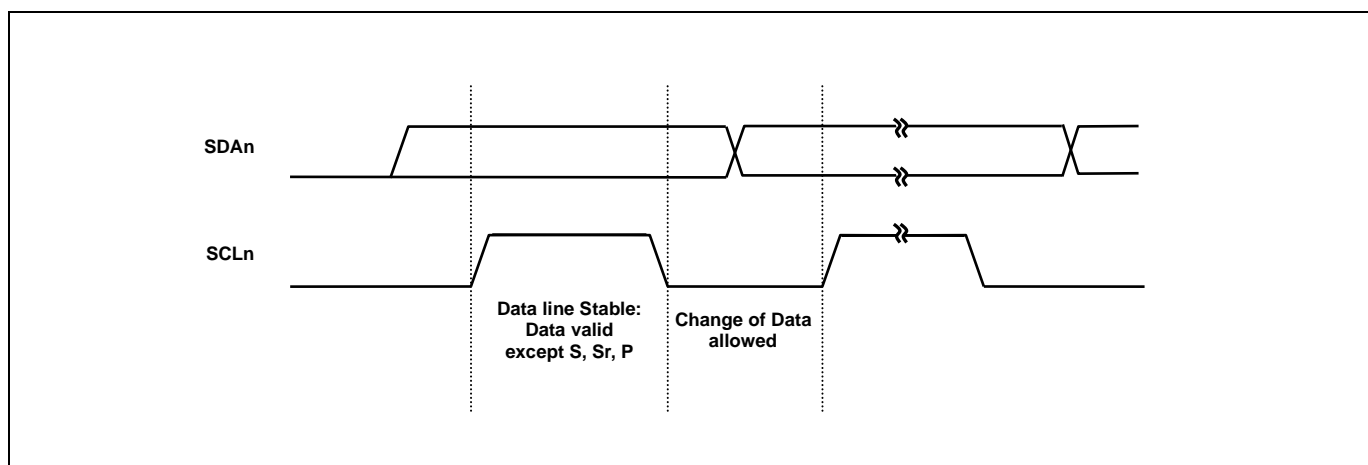 SDAn
SCLn
Data line Stable:
Data valid
except S, Sr, P
Change of Data
allowed